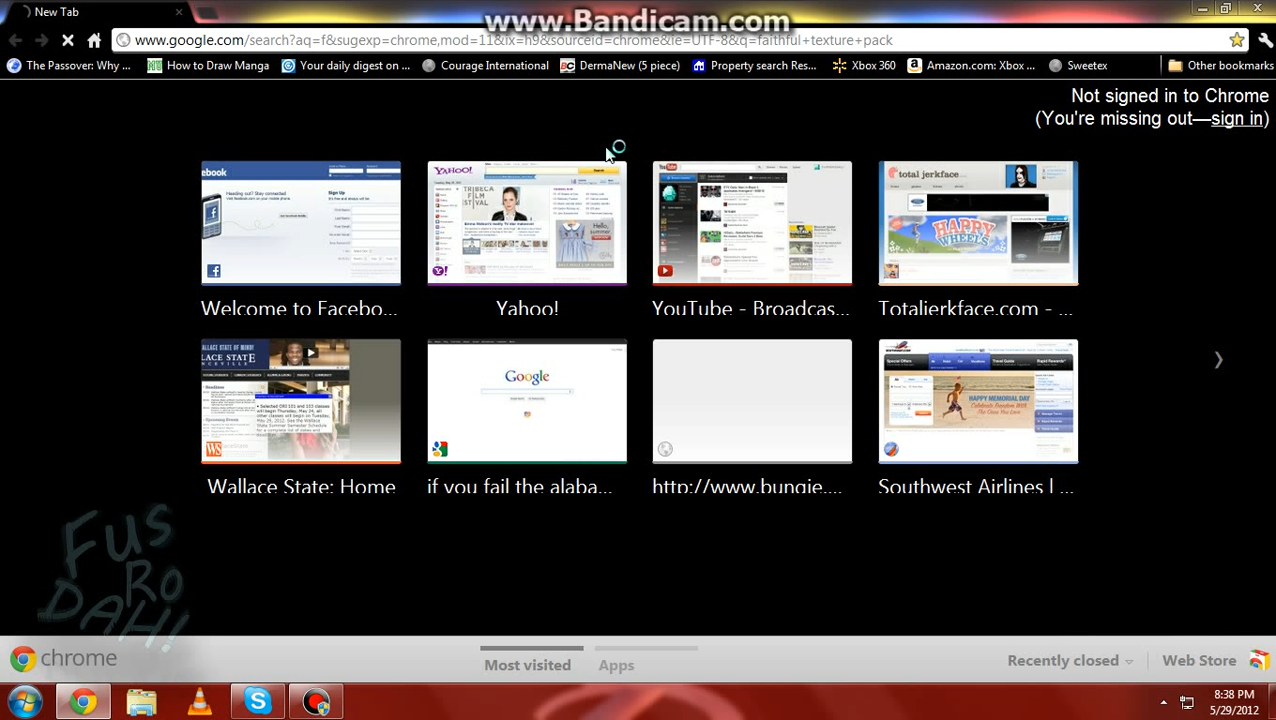 New Tab
www.Bandicam.com
www.google.com/search?aq=f&sugexp=chrome,mod=11&ix=h9&sourceid=chrome&ie=UTF-8&q=faithful+texture+pack
The Passover: Why ...
How to Draw Manga
Your daily digest on ...
Courage International
DermaNew (5 piece)
Property search Res...
Xbox 360
Amazon.com: Xbox ...
Sweetex
Other bookmarks
Not signed in to Chrome
(You're missing out—sign in)
Welcome to Facebo...
Yahoo!
YouTube - Broadcas...
Totaljerkface.com - ...
Wallace State: Home
if you fail the alaba...
http://www.bungie....
Southwest Airlines | ...
FUS
RO
DAH!
chrome
Most visited
Apps
Recently closed
Web Store
8:38 PM
5/29/2012